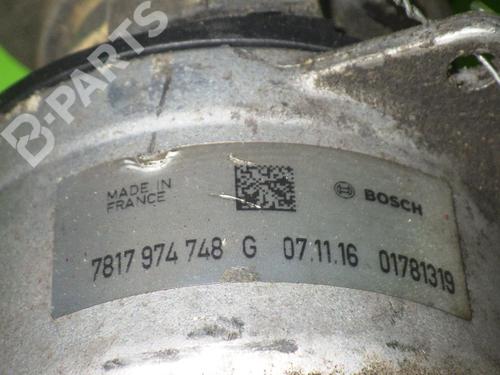 B-PARTS
MADE IN
FRANCE
BOSCH
7817 974 748 G 07.11.16 01781319